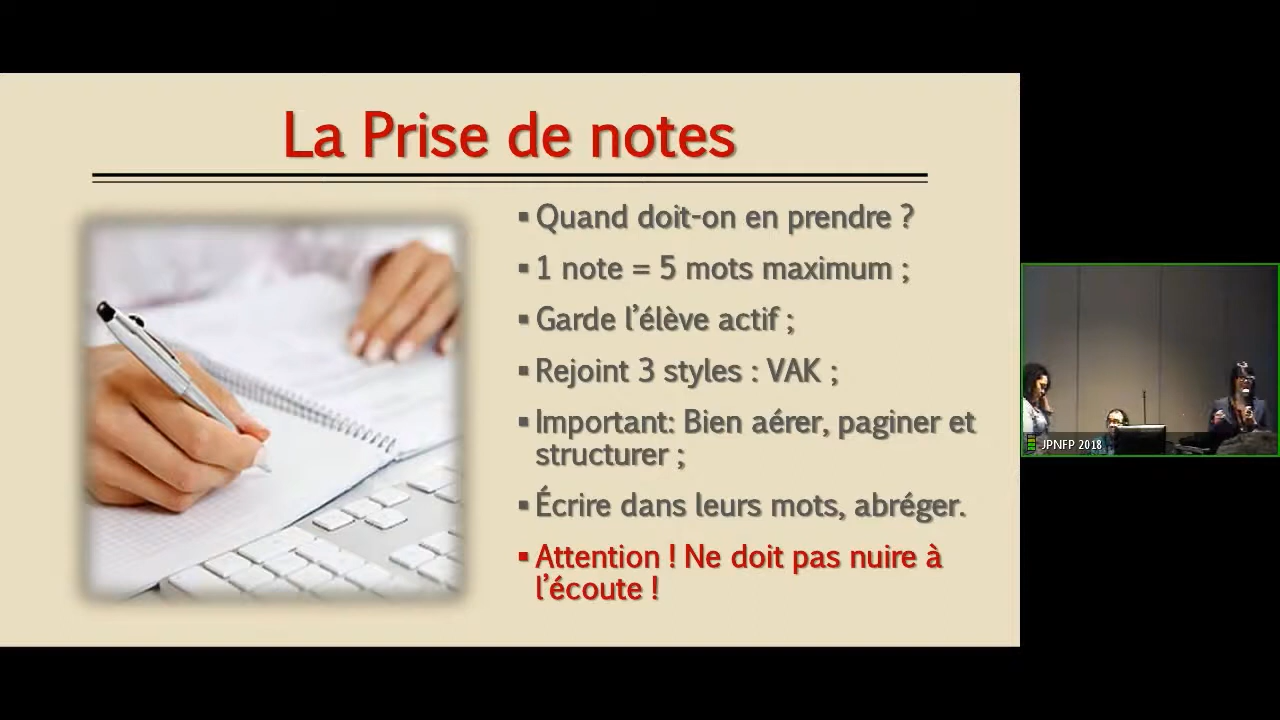 La Prise de notes
▪ Quand doit-on en prendre ?
▪ 1 note = 5 mots maximum ;
▪ Garde l'élève actif ;
▪ Rejoint 3 styles : VAK ;
▪ Important: Bien aérer, paginer et
structurer ;
▪ Écrire dans leurs mots, abréger.
▪ Attention ! Ne doit pas nuire à
l'écoute !
JPNFP 2018